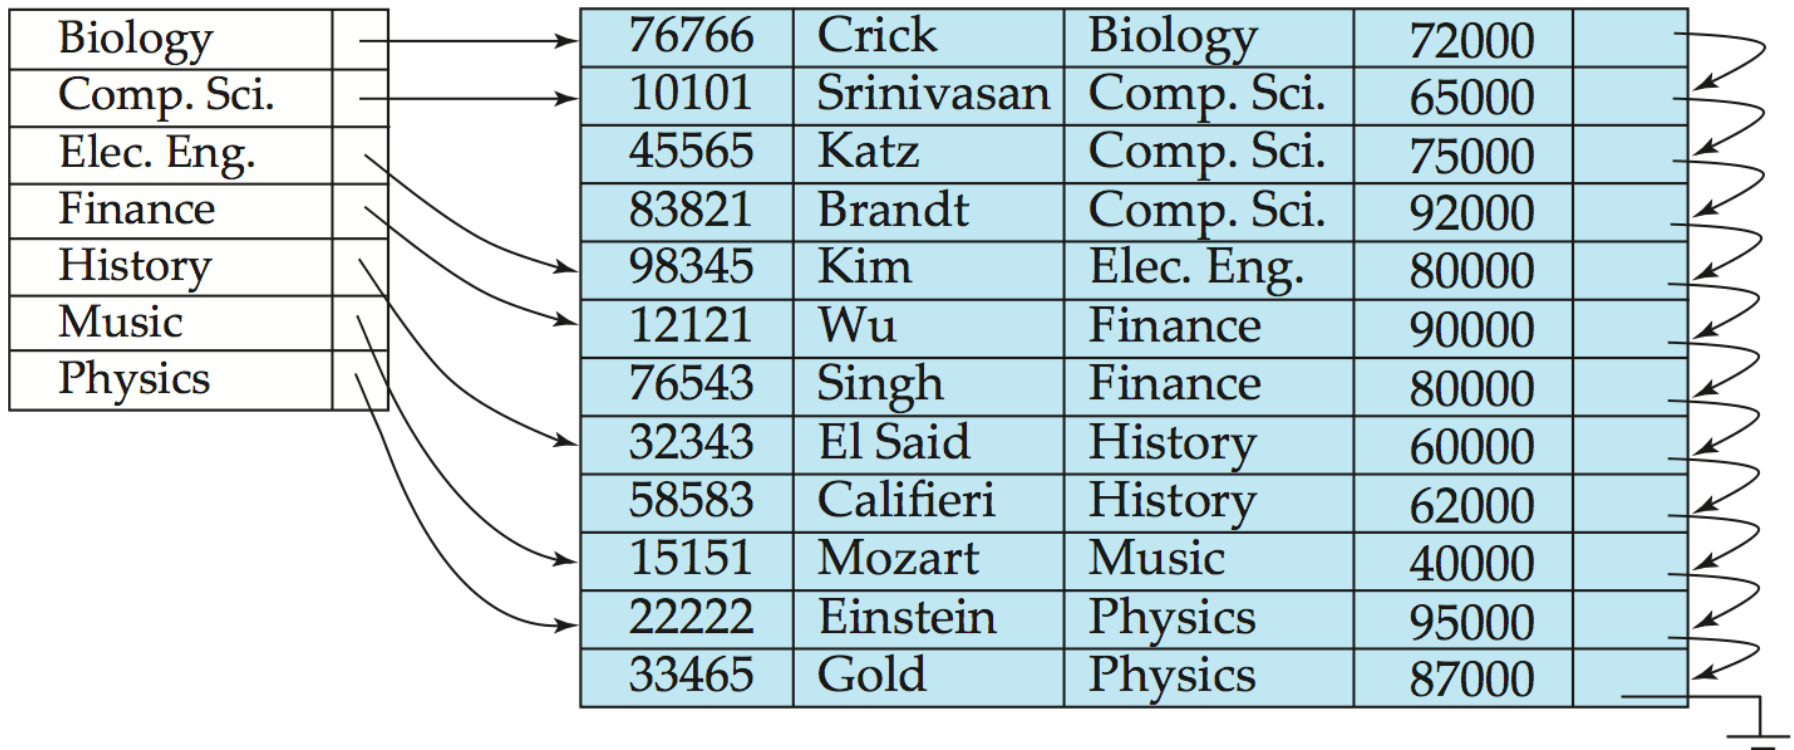 Biology
Comp. Sci.
Elec. Eng.
Finance
History
Music
Physics
76766 Crick Biology 72000
10101 Srinivasan Comp. Sci. 65000
45565 Katz Comp. Sci. 75000
83821 Brandt Comp. Sci. 92000
98345 Kim Elec. Eng. 80000
12121 Wu Finance 90000
76543 Singh Finance 80000
32343 El Said History 60000
58583 Califieri History 62000
15151 Mozart Music 40000
22222 Einstein Physics 95000
33465 Gold Physics 87000